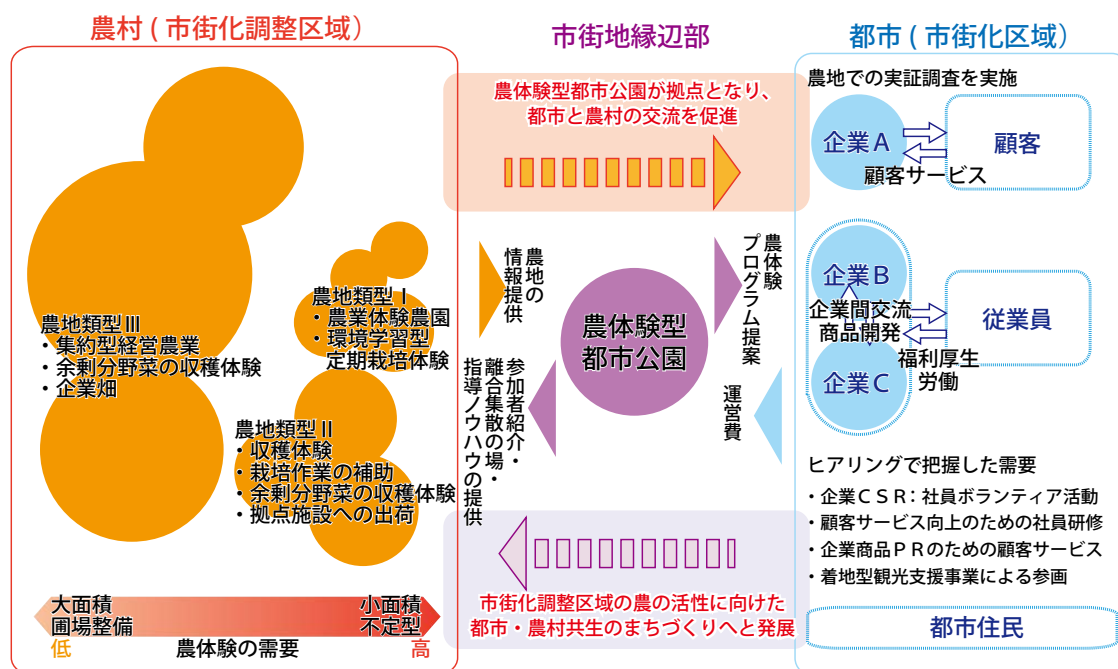 農村 ( 市街化調整区域）
市街地縁辺部
都市 ( 市街化区域）
農体験型都市公園が拠点となり、
都市と農村の交流を促進
農地での実証調査を実施
企業Ａ
顧客
顧客サービス
農地類型Ⅰ
・農業体験農園
・環境学習型
定期栽培体験
農地類型Ⅲ
・集約型経営農業
・余剰分野菜の収穫体験
・企業畑
農地類型Ⅱ
・収穫体験
・栽培作業の補助
・余剰分野菜の収穫体験
・拠点施設への出荷
農地の
情報提供
農体験型
都市公園
農体験
プログラム提案
参加者紹介・
離合集散の場・
指導ノウハウの提供
運営費
企業Ｂ
企業間交流
商品開発
企業Ｃ
従業員
福利厚生
労働
ヒアリングで把握した需要
・企業ＣＳＲ：社員ボランティア活動
・顧客サービス向上のための社員研修
・企業商品ＰＲのための顧客サービス
・着地型観光支援事業による参画
市街化調整区域の農の活性に向けた
都市・農村共生のまちづくりへと発展
大面積
圃場整備
低
農体験の需要
小面積
不定型
高
都市住民